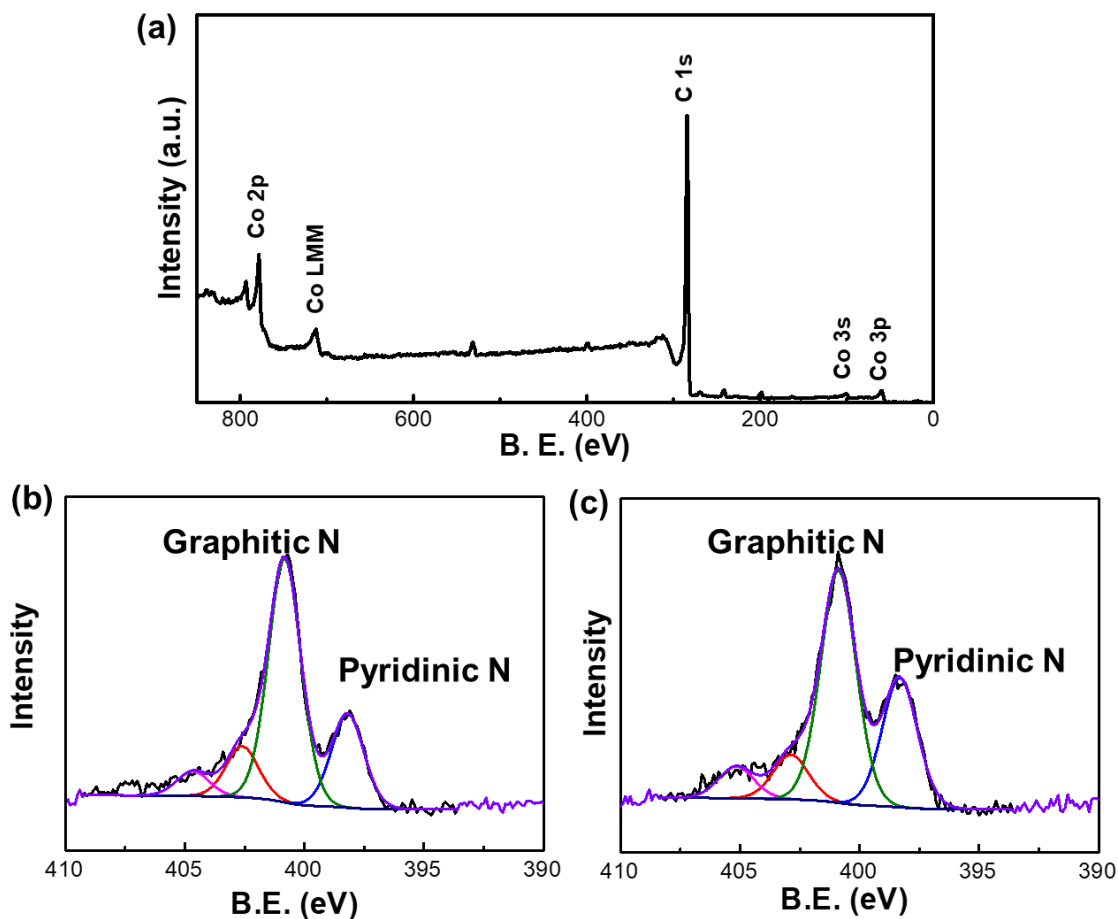 (a)
Intensity (a.u.)
Co 2p
Co LMM
C 1s
Co 3s
Co 3p
800
600
400
200
0
B. E. (eV)
(b)
Graphitic N
Pyridinic N
Intensity
410
405
400
395
390
B.E. (eV)
(c)
Graphitic N
Pyridinic N
Intensity
410
405
400
395
390
B.E. (eV)